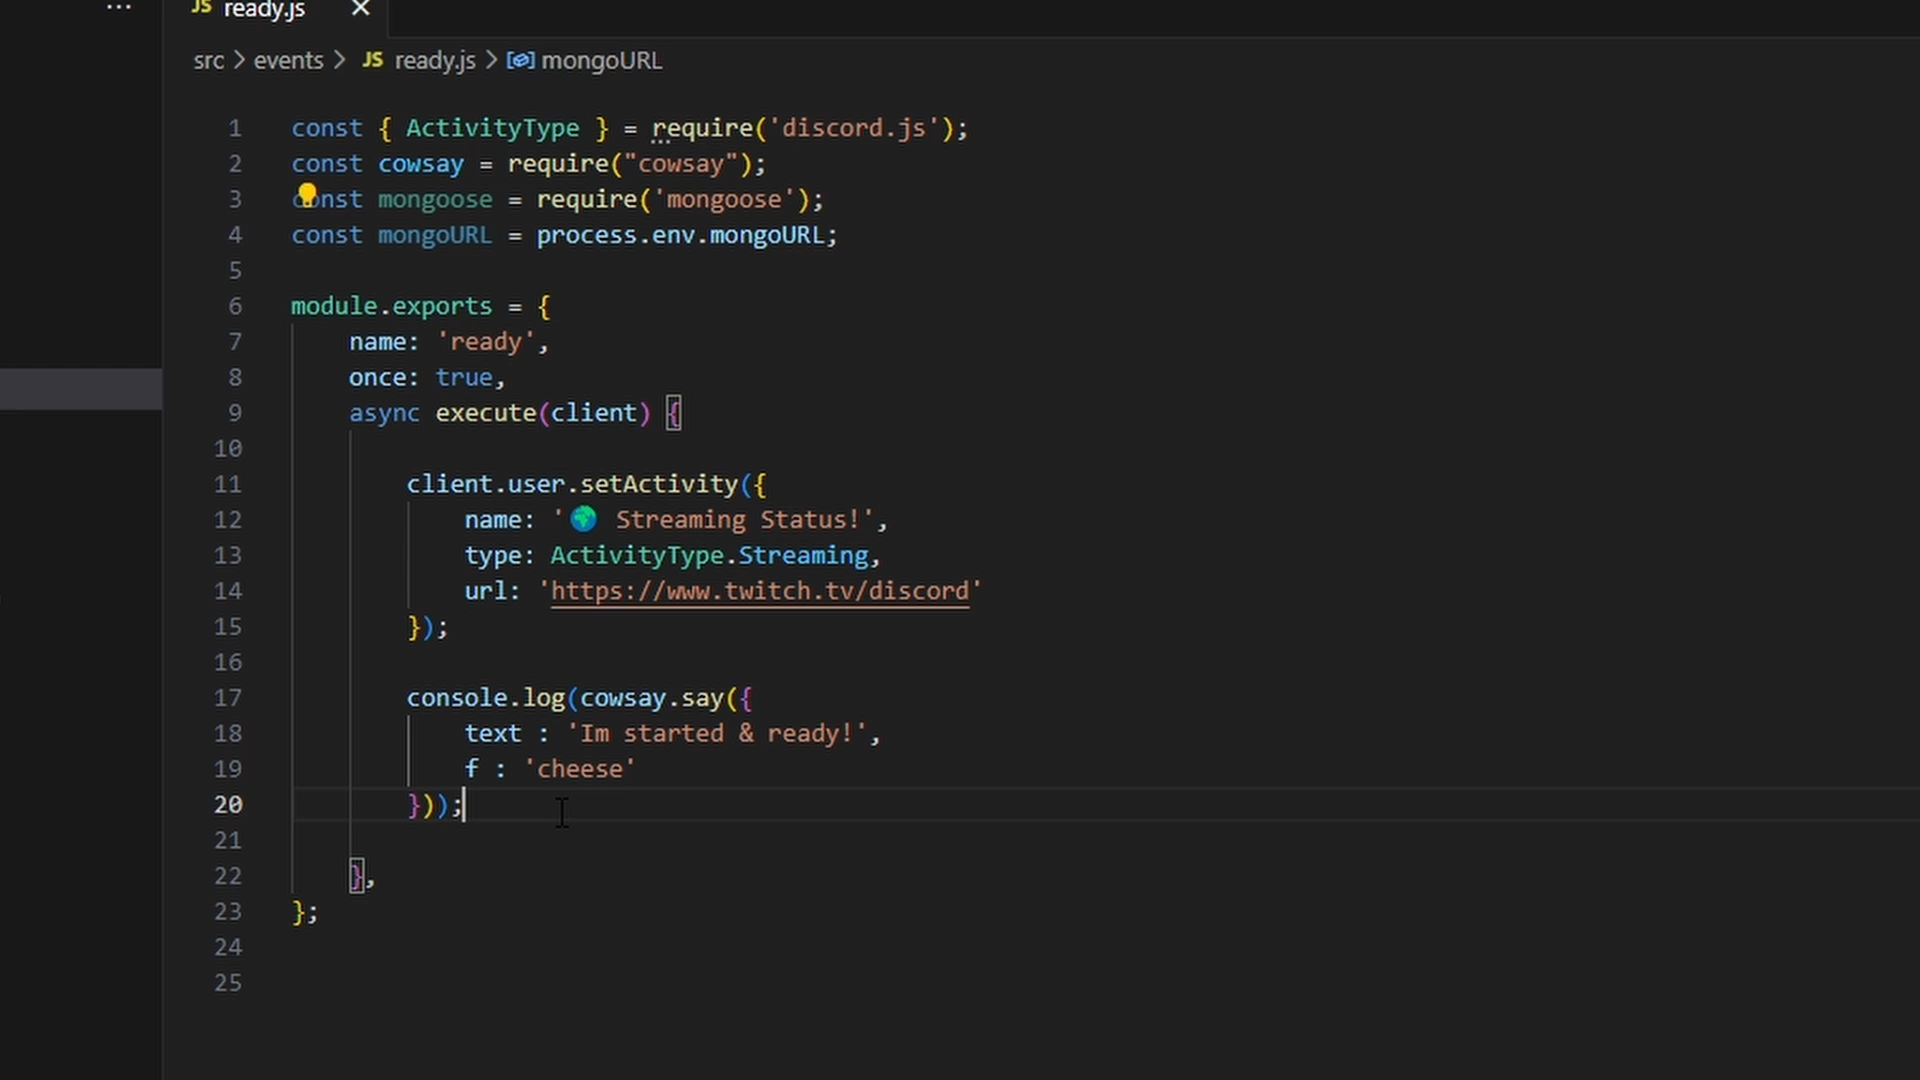 JS ready.js
src > events > JS ready.js > mongoURL
1 const { ActivityType } = require('discord.js');
2 const cowsay = require("cowsay");
3 const mongoose = require('mongoose');
4 const mongoURL = process.env.mongoURL;
5
6 module.exports = {
7 name: 'ready',
8 once: true,
9 async execute(client) {
10
11 client.user.setActivity({
12 name: '🌍 Streaming Status!',
13 type: ActivityType.Streaming,
14 url: 'https://www.twitch.tv/discord'
15 });
16
17 console.log(cowsay.say({
18 text : 'Im started & ready!',
19 f : 'cheese'
20 }));
21
22 },
23 };
24
25